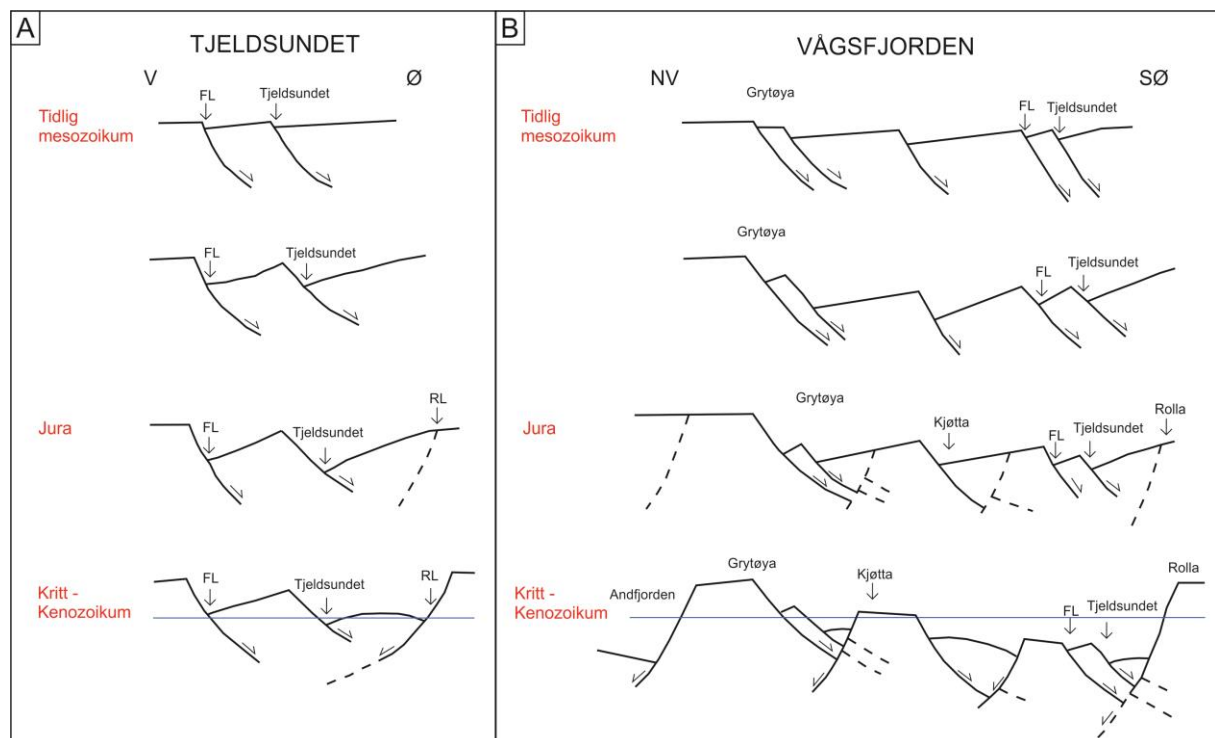 A
TJELDSUNDET
V
Ø
Tidlig
mesozoikum
FL
Tjeldsundet
FL
Tjeldsundet
Jura
FL
Tjeldsundet
RL
Kritt -
Kenozoikum
FL
Tjeldsundet
RL
B
VÅGSFJORDEN
NV
SØ
Tidlig
mesozoikum
Grytøya
FL
Tjeldsundet
Grytøya
FL
Tjeldsundet
Jura
Grytøya
Kjøtta
FL
Tjeldsundet
Rolla
Kritt -
Kenozoikum
Andfjorden
Grytøya
Kjøtta
FL
Tjeldsundet
Rolla